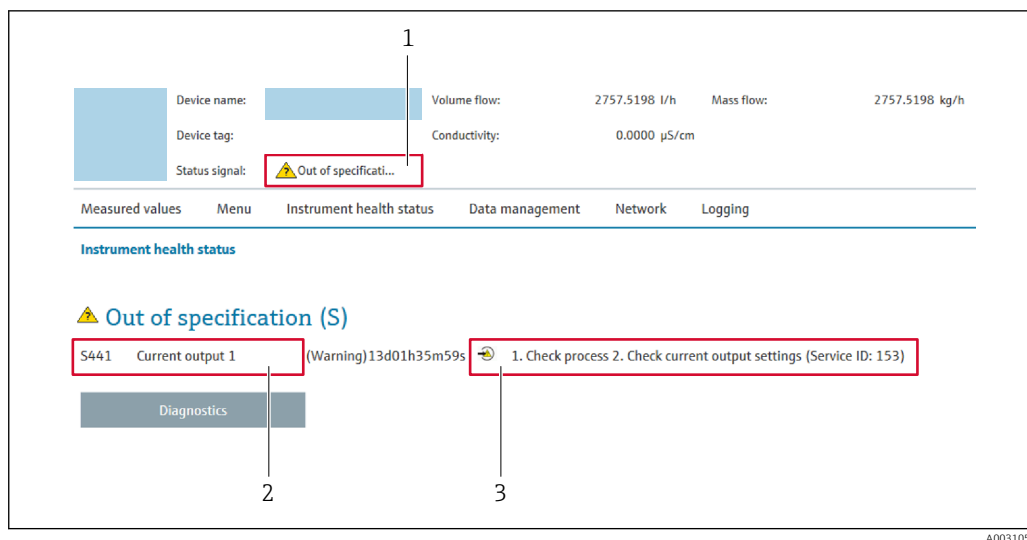 1
Device name: Volume flow: 2757.5198 l/h Mass flow: 2757.5198 kg/h
Device tag: Conductivity: 0.0000 µS/cm
Status signal: Out of specificati...
Measured values Menu Instrument health status Data management Network Logging
Instrument health status
Out of specification (S)
S441 Current output 1 (Warning)13d01h35m59s 1. Check process 2. Check current output settings (Service ID: 153)
Diagnostics
2 3